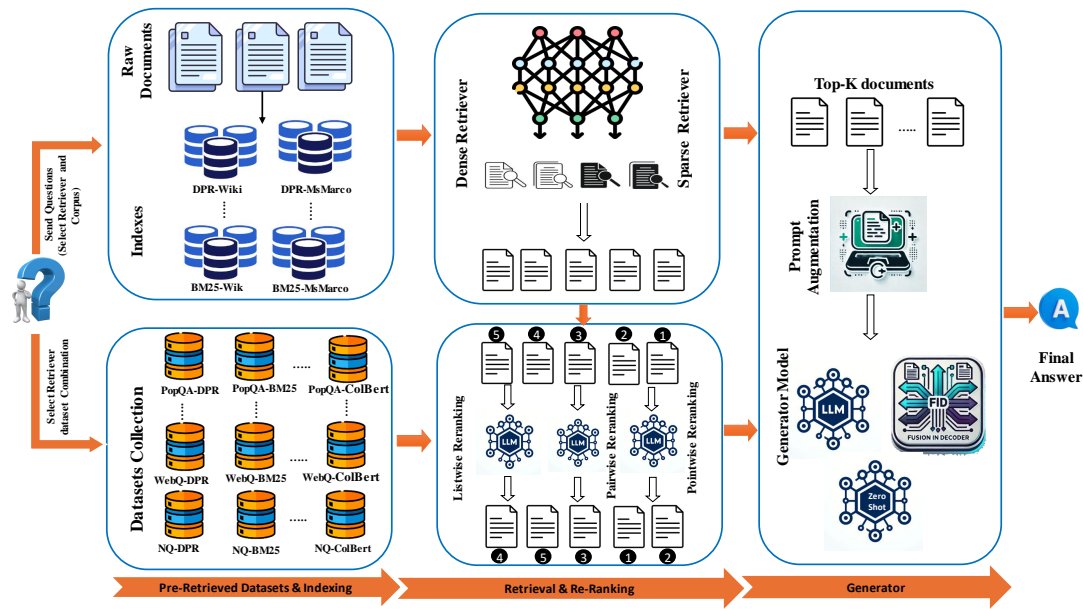 Send Questions
(Select Retriever and
Corpus)
Select Retriever
dataset Combination
Raw
Documents
DPR-Wiki
DPR-MsMarco
Indexes
BM25-Wik
BM25-MsMarco
Datasets Collection
PopQA-DPR
PopQA-BM25
PopQA-ColBert
.....
WebQ-DPR
WebQ-BM25
WebQ-ColBert
.....
NQ-DPR
NQ-BM25
NQ-ColBert
.....
Dense Retriever
Sparse Retriever
5
4
3
2
1
Listwise Reranking
LLM
LLM
Pairwise Reranking
LLM
Pointwise Reranking
4
5
3
1
2
Top-K documents
.....
Prompt
Augmentation
Generator Model
LLM
FID
FUSION IN DECODER
Zero
Shot
A
Final
Answer
Pre-Retrieved Datasets & Indexing
Retrieval & Re-Ranking
Generator